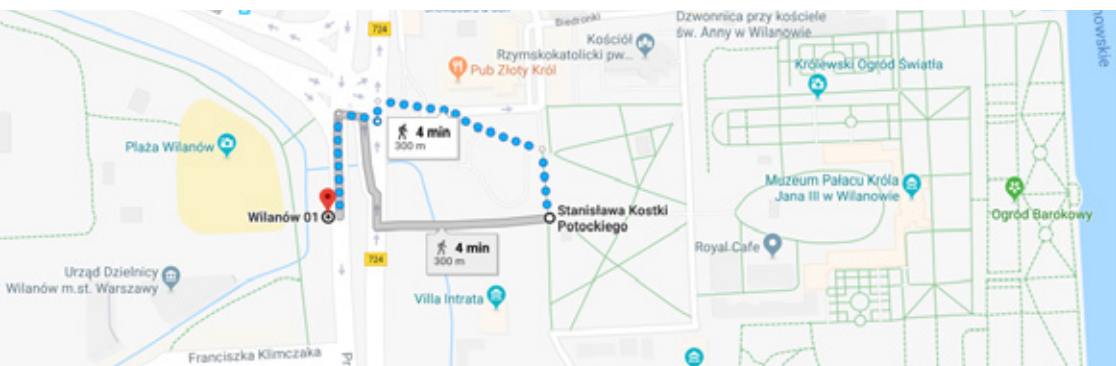 724
Biedronki
Dzwonnica przy kościele
św. Anny w Wilanowie
Kościół
Rzymskokatolicki pw...
Pub Złoty Król
Królewski Ogród Światła
4 min
300 m
Plaża Wilanów
Muzeum Pałacu Króla
Jana III w Wilanowie
Ogród Barokowy
Wilanów 01
Stanisława Kostki
Potockiego
4 min
300 m
Royal Cafe
724
Urząd Dzielnicy
Wilanów m.st. Warszawy
Villa Intrata
Franciszka Klimczaka